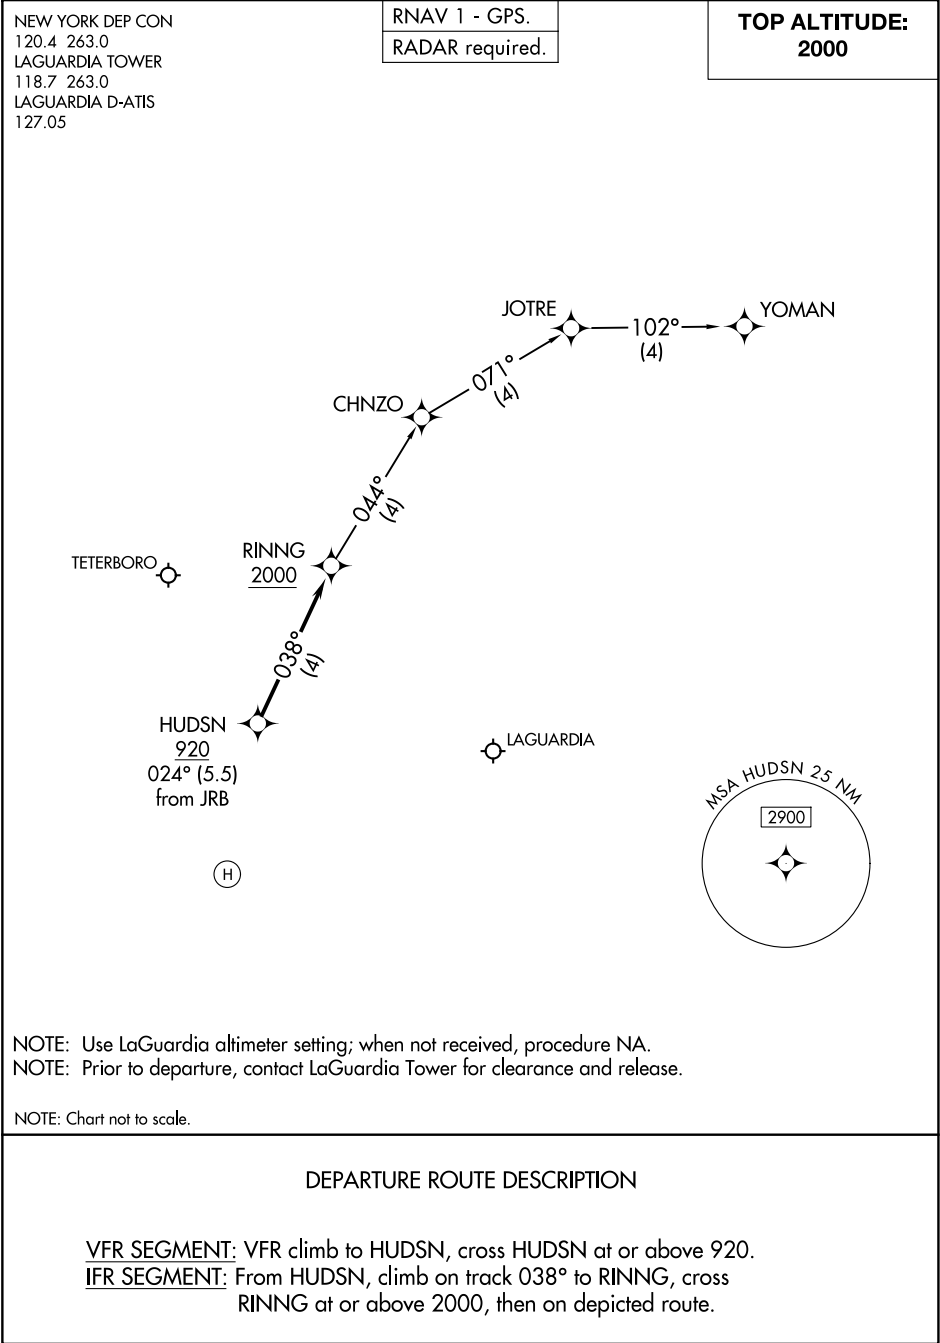 NEW YORK DEP CON
120.4 263.0
LAGUARDIA TOWER
118.7 263.0
LAGUARDIA D-ATIS
127.05
RNAV 1 - GPS.
RADAR required.
TOP ALTITUDE:
2000
JOTRE
YOMAN
102°
(4)
071°
(4)
CHNZO
044°
(4)
RINNG
2000
TETERBORO
038°
(4)
HUDSN
920
024° (5.5)
from JRB
LAGUARDIA
MSA HUDSN 25 NM
2900
H
NOTE: Use LaGuardia altimeter setting; when not received, procedure NA.
NOTE: Prior to departure, contact LaGuardia Tower for clearance and release.
NOTE: Chart not to scale.
DEPARTURE ROUTE DESCRIPTION
VFR SEGMENT: VFR climb to HUDSN, cross HUDSN at or above 920.
IFR SEGMENT: From HUDSN, climb on track 038° to RINNG, cross
RINNG at or above 2000, then on depicted route.